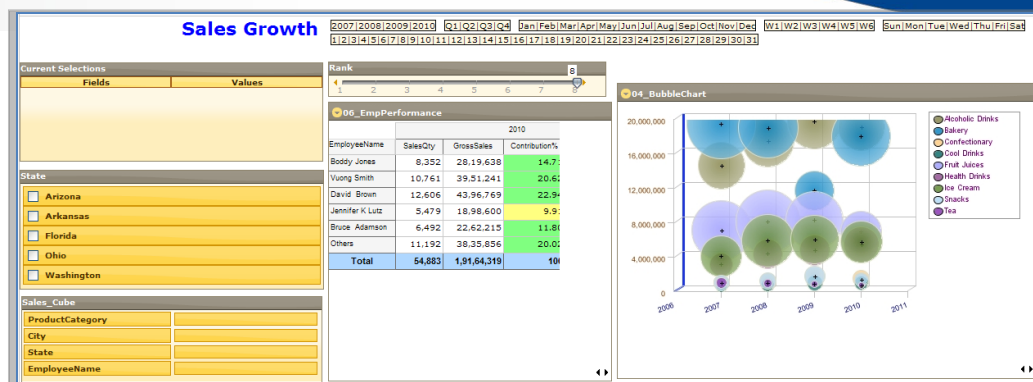 Sales Growth
2007 2008 2009 2010 Q1 Q2 Q3 Q4 Jan Feb Mar Apr May Jun Jul Aug Sep Oct Nov Dec W1 W2 W3 W4 W5 W6 Sun Mon Tue Wed Thu Fri Sat
1 2 3 4 5 6 7 8 9 10 11 12 13 14 15 16 17 18 19 20 21 22 23 24 25 26 27 28 29 30 31
Current Selections
Fields Values
State
Arizona
Arkansas
Florida
Ohio
Washington
Sales_Cube
ProductCategory
City
State
EmployeeName
Rank
8
1 2 3 4 5 6 7 8
06_EmpPerformance
2010
EmployeeName SalesQty GrossSales Contribution%
Boddy Jones 8,352 28,19,638 14.7
Vuong Smith 10,761 39,51,241 20.6
David Brown 12,606 43,96,769 22.9
Jennifer K Lutz 5,479 18,98,600 9.9
Bruce Adamson 6,492 22,62,215 11.8
Others 11,192 38,35,856 20.0
Total 54,883 1,91,64,319 10
04_BubbleChart
20,000,000
16,000,000
12,000,000
8,000,000
4,000,000
0
2006 2007 2008 2009 2010 2011
Alcoholic Drinks
Bakery
Confectionary
Cool Drinks
Fruit Juices
Health Drinks
Ice Cream
Snacks
Tea